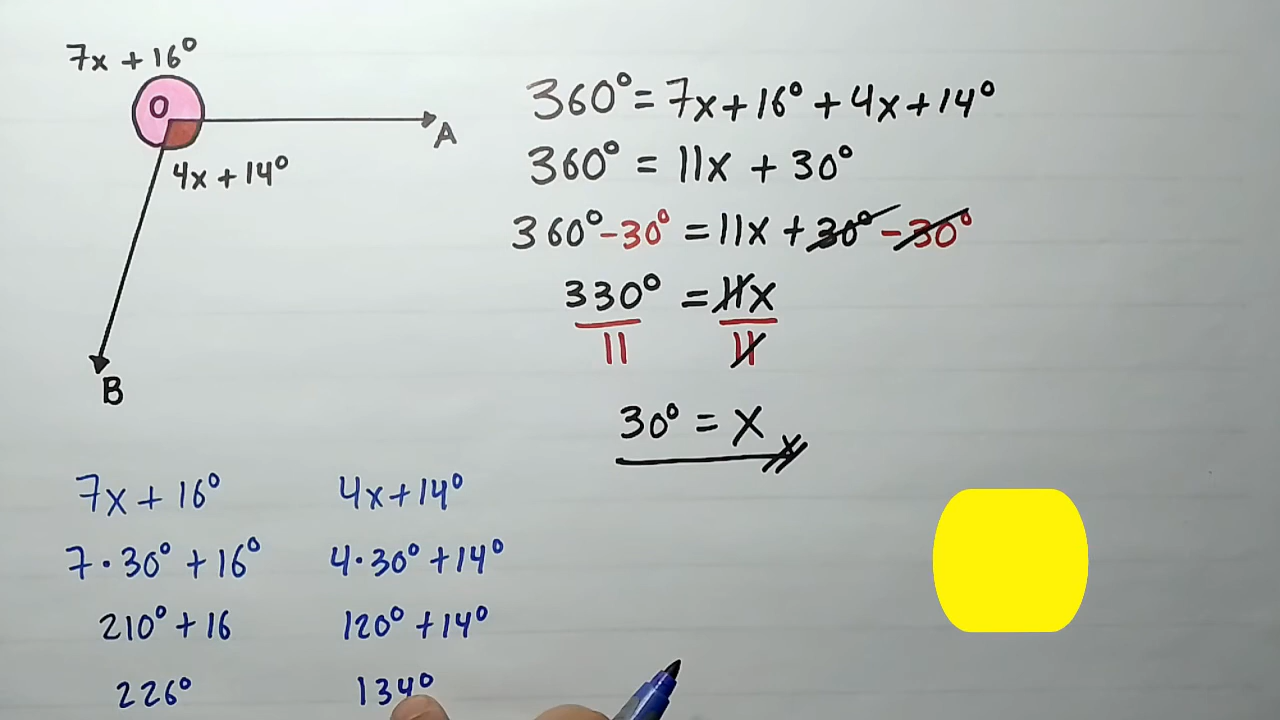 7x + 16°
O
A
4x + 14°
B
360° = 7x + 16° + 4x + 14°
360° = 11x + 30°
360° - 30° = 11x + 30° - 30°
330° = 11x
11 11
30° = x
7x + 16° 4x + 14°
7 · 30° + 16° 4 · 30° + 14°
210° + 16 120° + 14°
226° 134°